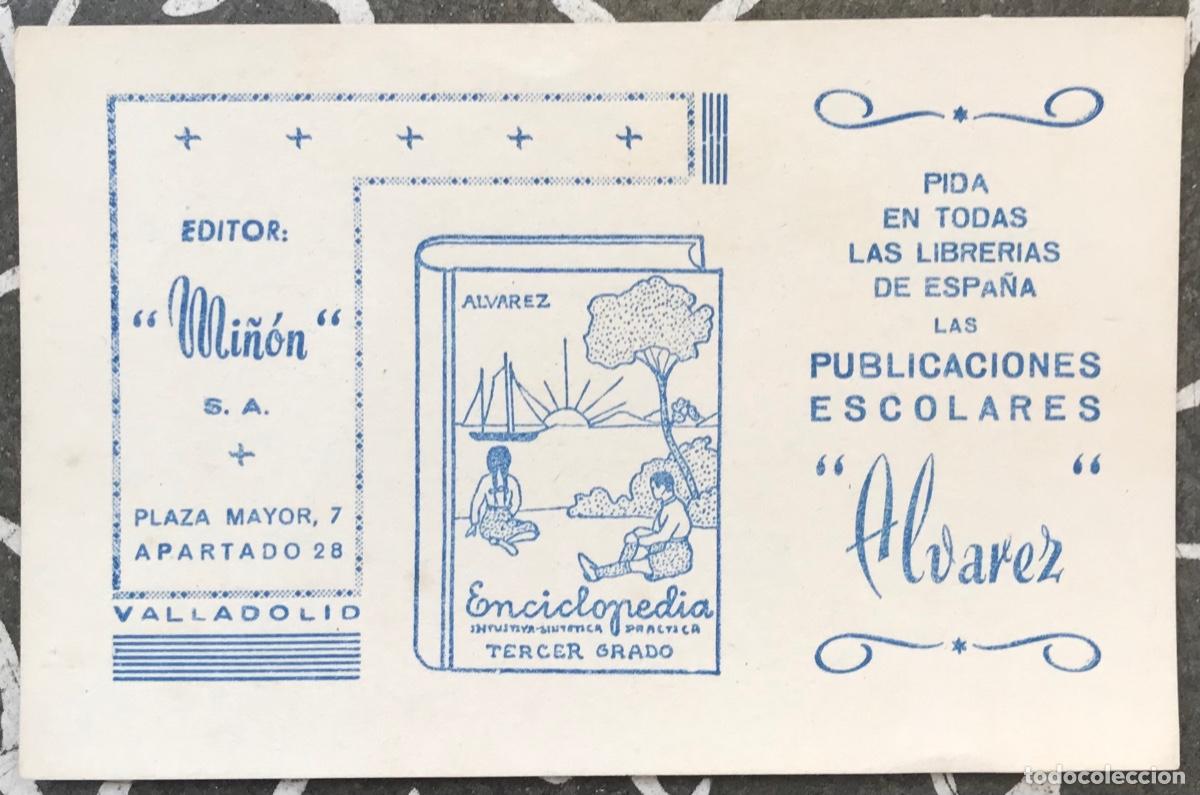 EDITOR:
"Miñón"
S. A.
PLAZA MAYOR, 7
APARTADO 28
VALLADOLID
ALVAREZ
Enciclopedia
INTUITIVA-SINTETICA PRACTICA
TERCER GRADO
PIDA
EN TODAS
LAS LIBRERIAS
DE ESPAÑA
LAS
PUBLICACIONES
ESCOLARES
"Alvarez"
todocoleccion